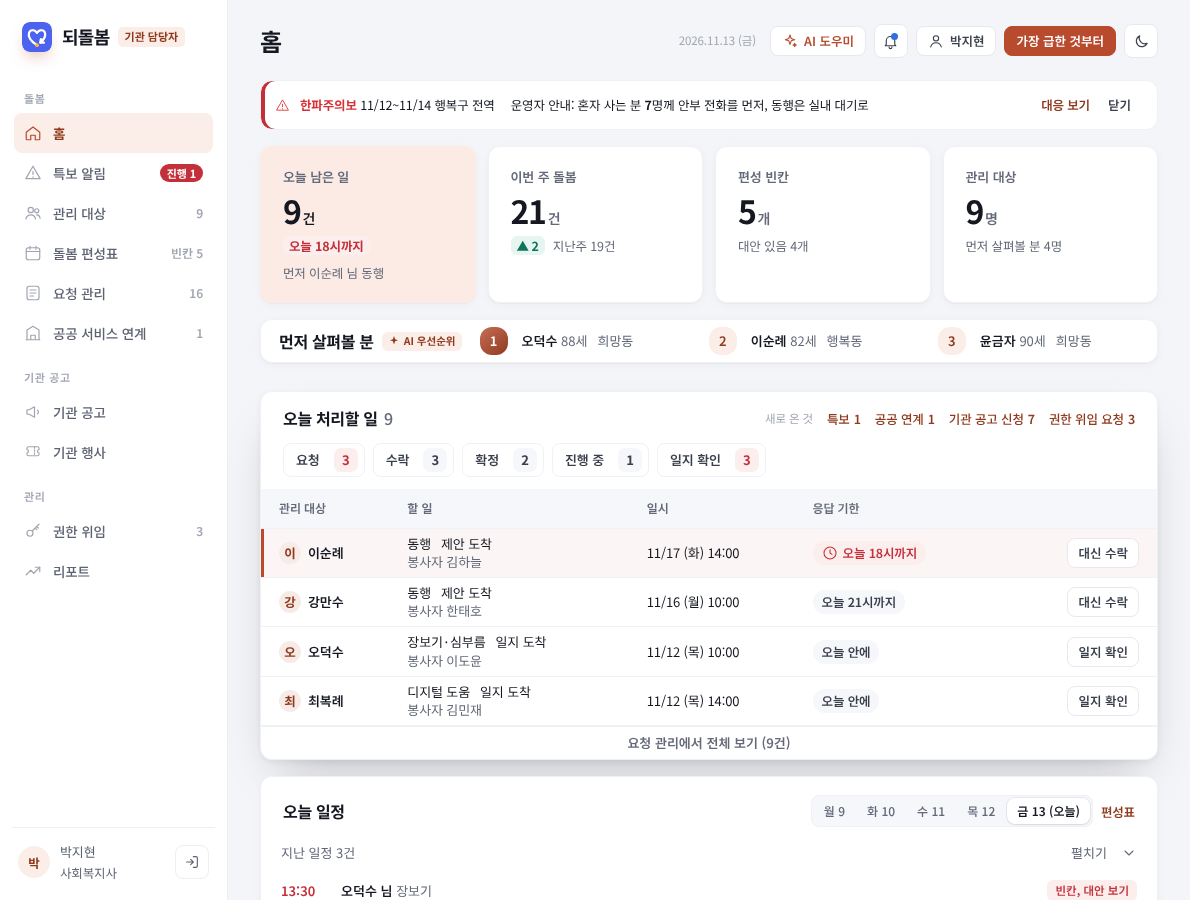 되돌봄 기관 담당자
돌봄
홈
특보 알림 진행 1
관리 대상 9
돌봄 편성표 빈칸 5
요청 관리 16
공공 서비스 연계 1
기관 공고
기관 공고
기관 행사
관리
권한 위임 3
리포트
박 박지현
사회복지사
홈
2026.11.13 (금) AI 도우미 박지현 가장 급한 것부터
한파주의보 11/12~11/14 행복구 전역 운영자 안내: 혼자 사는 분 7명께 안부 전화를 먼저, 동행은 실내 대기로 대응 보기 닫기
오늘 남은 일
9건
오늘 18시까지
먼저 이순례 님 동행
이번 주 돌봄
21건
▲2 지난주 19건
편성 빈칸
5개
대안 있음 4개
관리 대상
9명
먼저 살펴볼 분 4명
먼저 살펴볼 분 AI 우선순위 1 오덕수 88세 희망동 2 이순례 82세 행복동 3 윤금자 90세 희망동
오늘 처리할 일 9
새로 온 것 특보 1 공공 연계 1 기관 공고 신청 7 권한 위임 요청 3
요청 3 수락 3 확정 2 진행 중 1 일지 확인 3
관리 대상 할 일 일시 응답 기한
이 이순례 동행 제안 도착 11/17 (화) 14:00 오늘 18시까지 대신 수락
봉사자 김하늘
강 강만수 동행 제안 도착 11/16 (월) 10:00 오늘 21시까지 대신 수락
봉사자 한태호
오 오덕수 장보기·심부름 일지 도착 11/12 (목) 10:00 오늘 안에 일지 확인
봉사자 이도윤
최 최복례 디지털 도움 일지 도착 11/12 (목) 14:00 오늘 안에 일지 확인
봉사자 김민재
요청 관리에서 전체 보기 (9건)
오늘 일정
월 9 화 10 수 11 목 12 금 13 (오늘) 편성표
지난 일정 3건 펼치기
13:30 오덕수 님 장보기 빈칸, 대안 보기